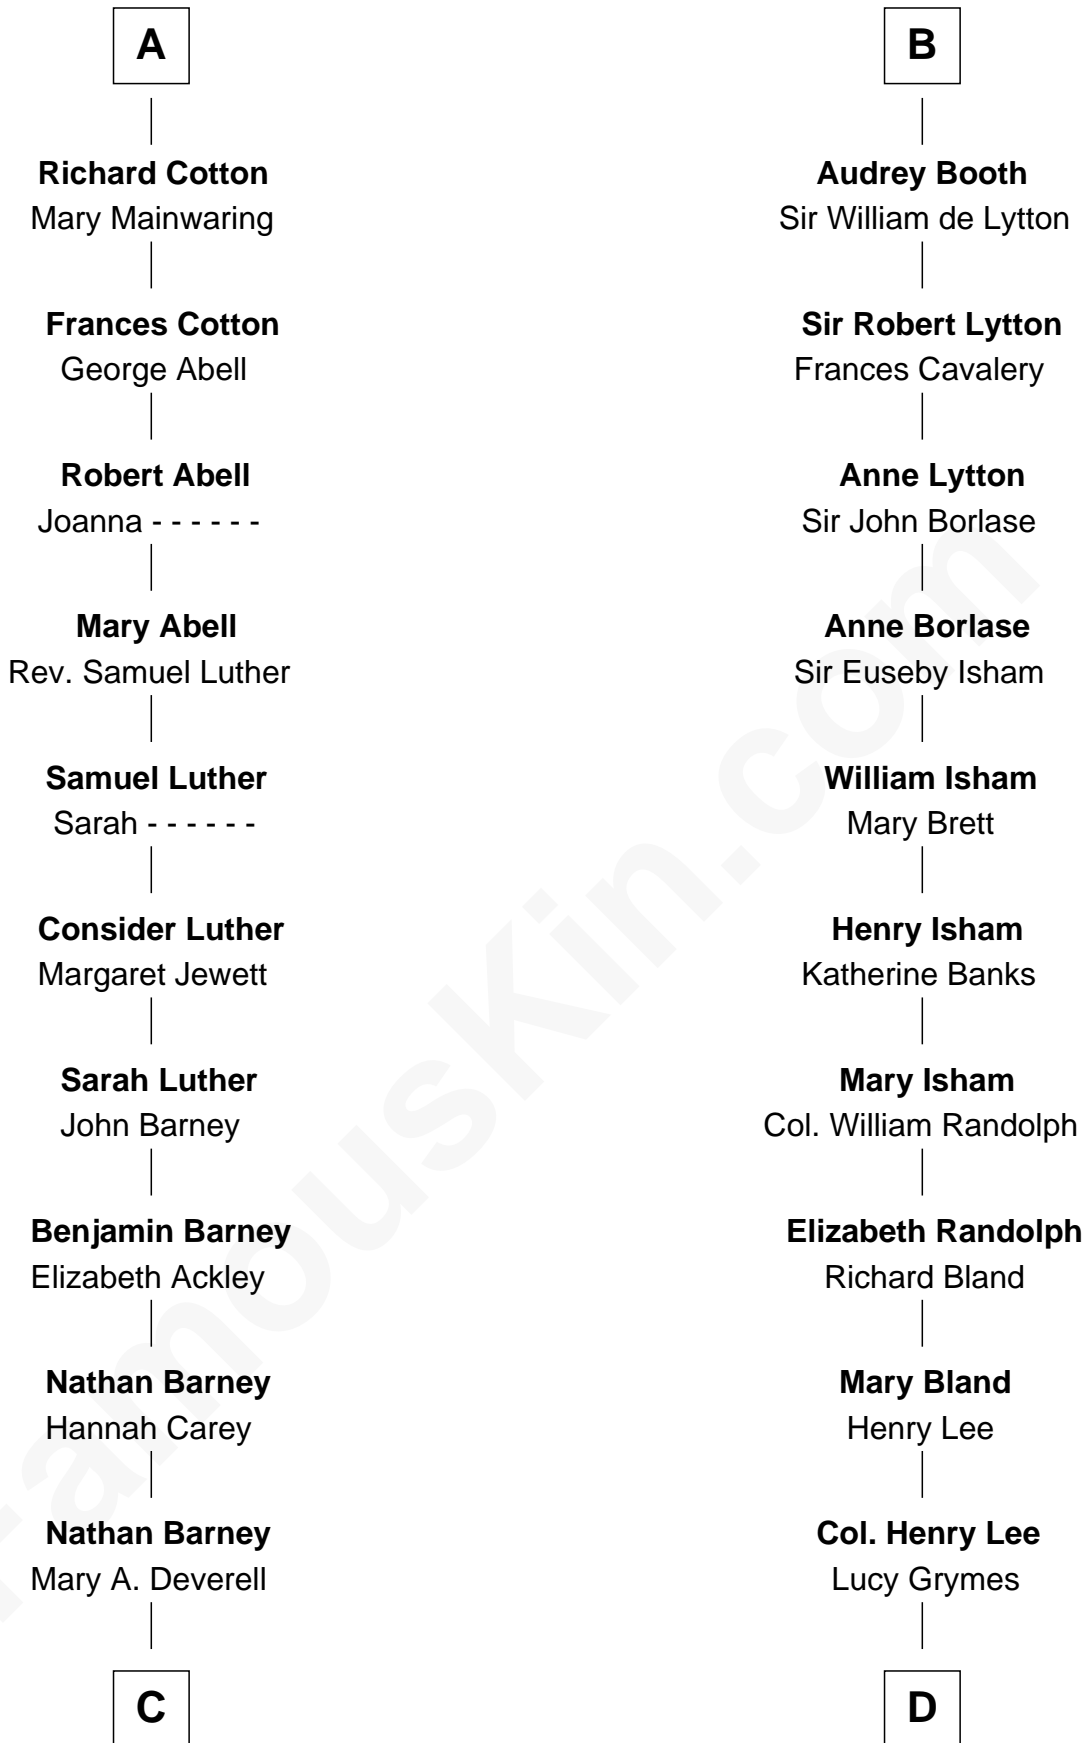 A
Richard Cotton
Mary Mainwaring
Frances Cotton
George Abell
Robert Abell
Joanna - - - - - -
Mary Abell
Rev. Samuel Luther
Samuel Luther
Sarah - - - - - -
Consider Luther
Margaret Jewett
Sarah Luther
John Barney
Benjamin Barney
Elizabeth Ackley
Nathan Barney
Hannah Carey
Nathan Barney
Mary A. Deverell
C
B
Audrey Booth
Sir William de Lytton
Sir Robert Lytton
Frances Cavalery
Anne Lytton
Sir John Borlase
Anne Borlase
Sir Euseby Isham
William Isham
Mary Brett
Henry Isham
Katherine Banks
Mary Isham
Col. William Randolph
Elizabeth Randolph
Richard Bland
Mary Bland
Henry Lee
Col. Henry Lee
Lucy Grymes
D
FamousKin.com